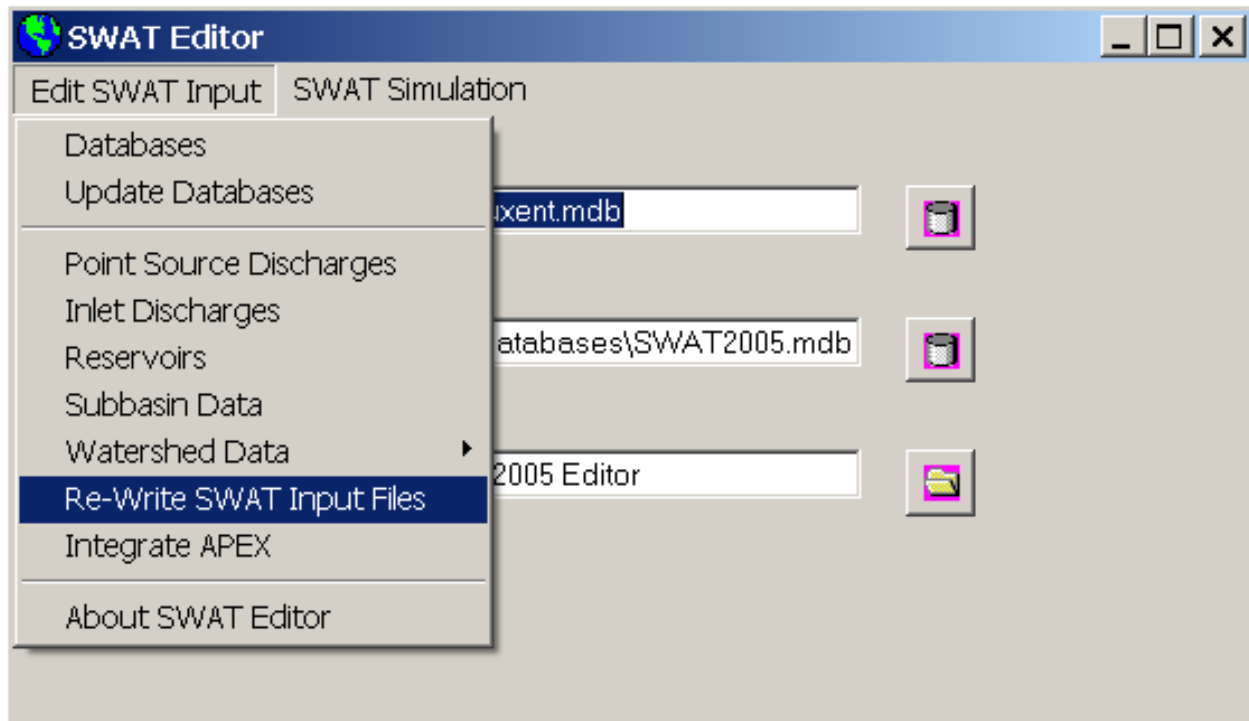 SWAT Editor
Edit SWAT Input SWAT Simulation
Databases
Update Databases
uxent.mdb
Point Source Discharges
Inlet Discharges
Reservoirs
atabases\SWAT2005.mdb
Subbasin Data
Watershed Data
2005 Editor
Re-Write SWAT Input Files
Integrate APEX
About SWAT Editor